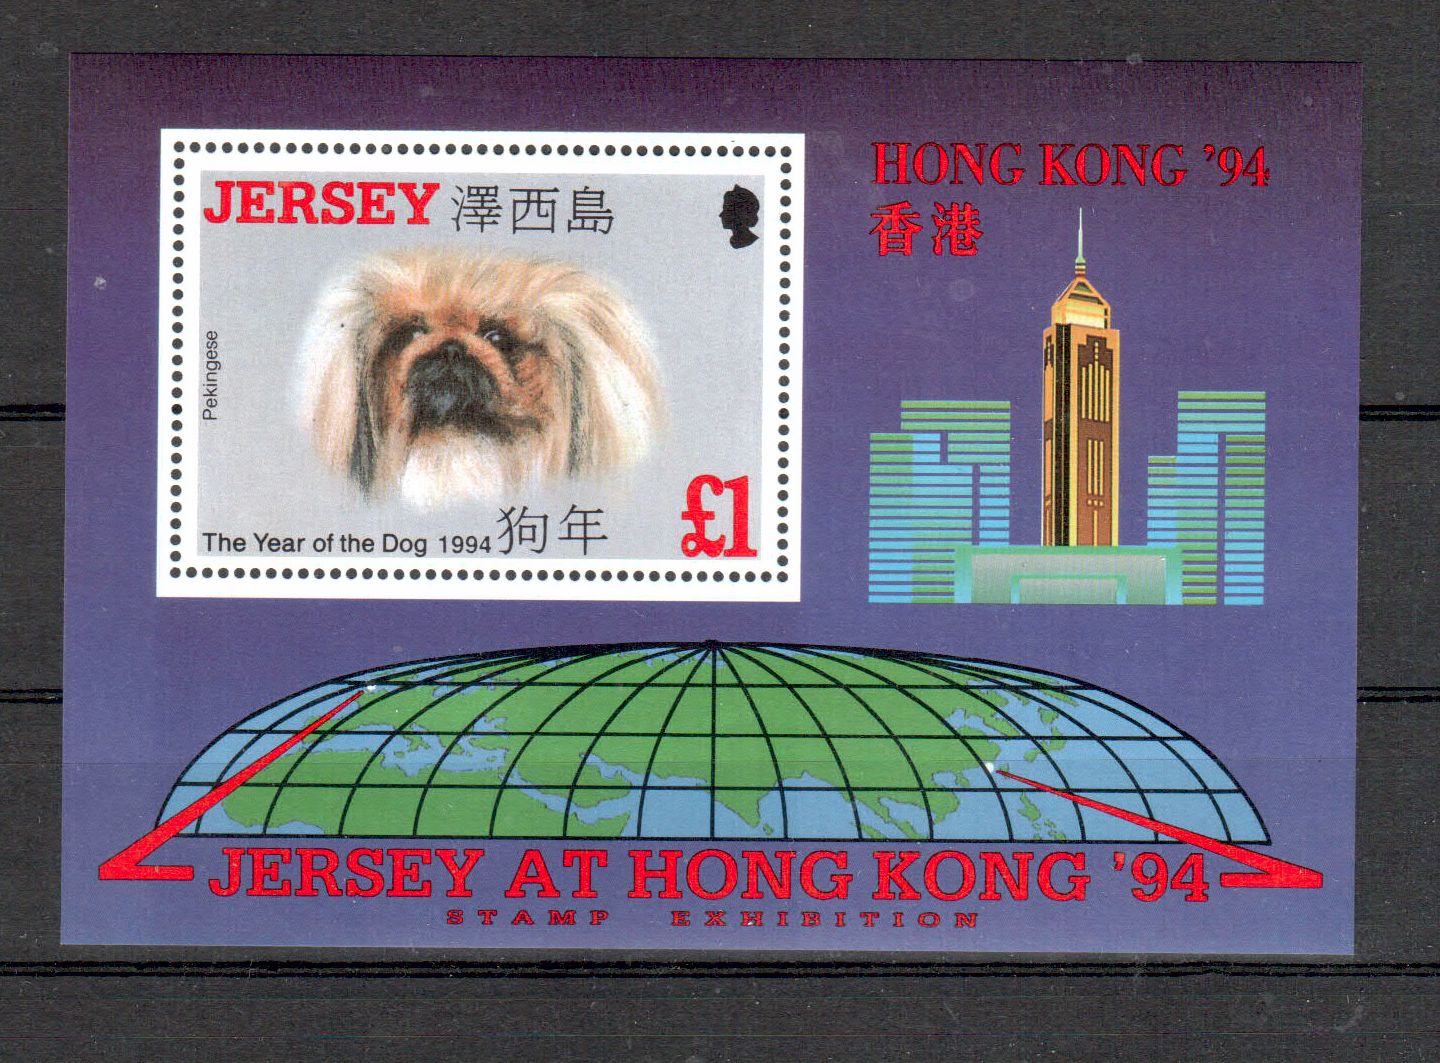 JERSEY 澤西島
Pekingese
The Year of the Dog 1994 狗年
£1
HONG KONG '94
香港
JERSEY AT HONG KONG '94
STAMP EXHIBITION